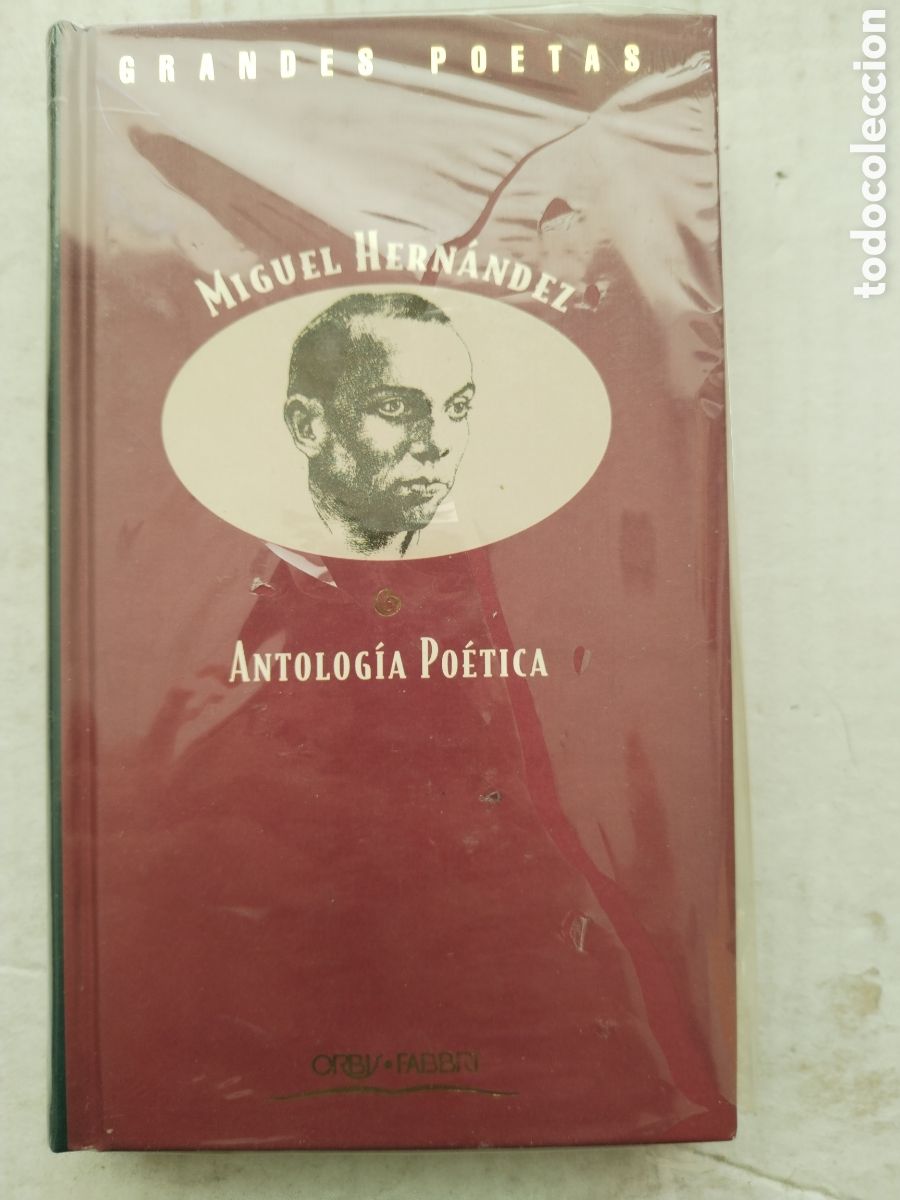 GRANDES POETAS
MIGUEL HERNÁNDEZ
ANTOLOGÍA POÉTICA
ORBIS • FABBRI
todocoleccion